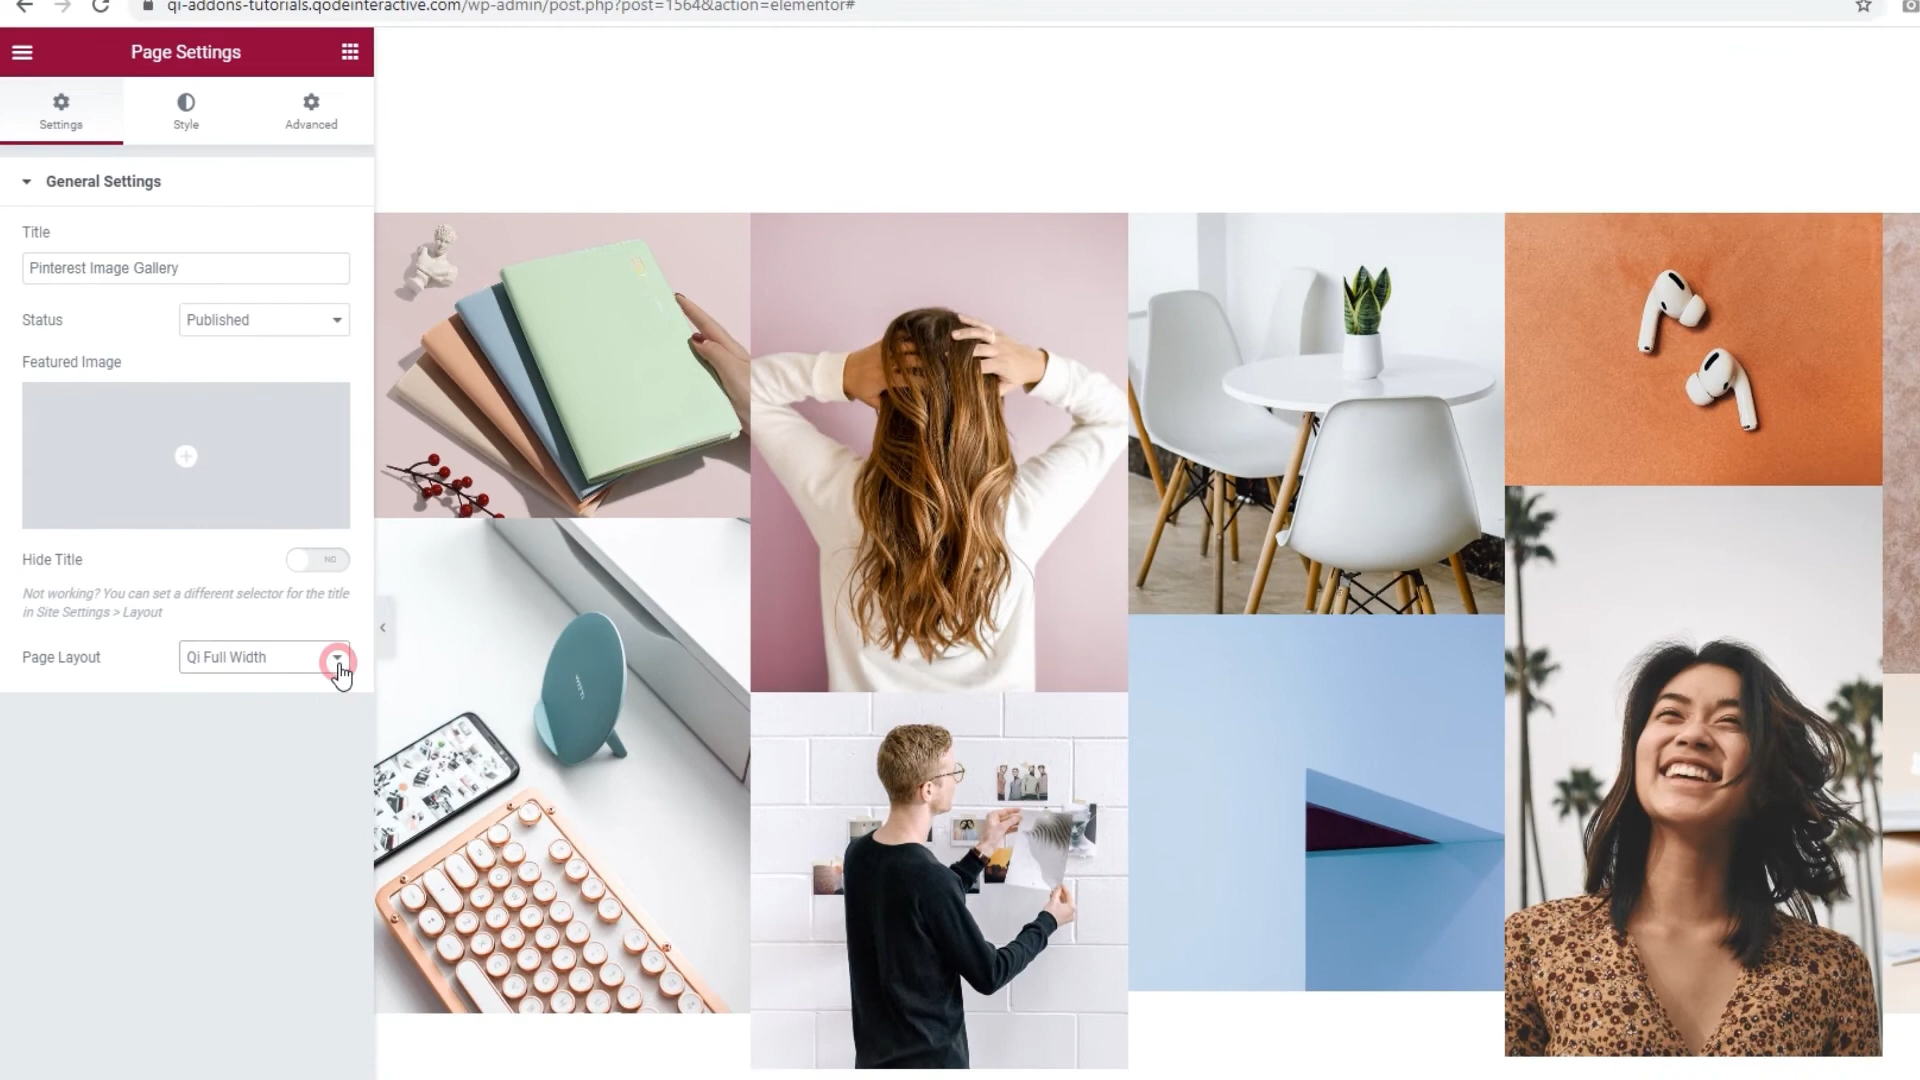 qi-addons-tutorials.qodeinteractive.com/wp-admin/post.php?post=1564&action=elementor#
Page Settings
Settings
Style
Advanced
General Settings
Title
Pinterest Image Gallery
Status
Published
Featured Image
Hide Title
NO
Not working? You can set a different selector for the title
in Site Settings > Layout
Page Layout
Qi Full Width